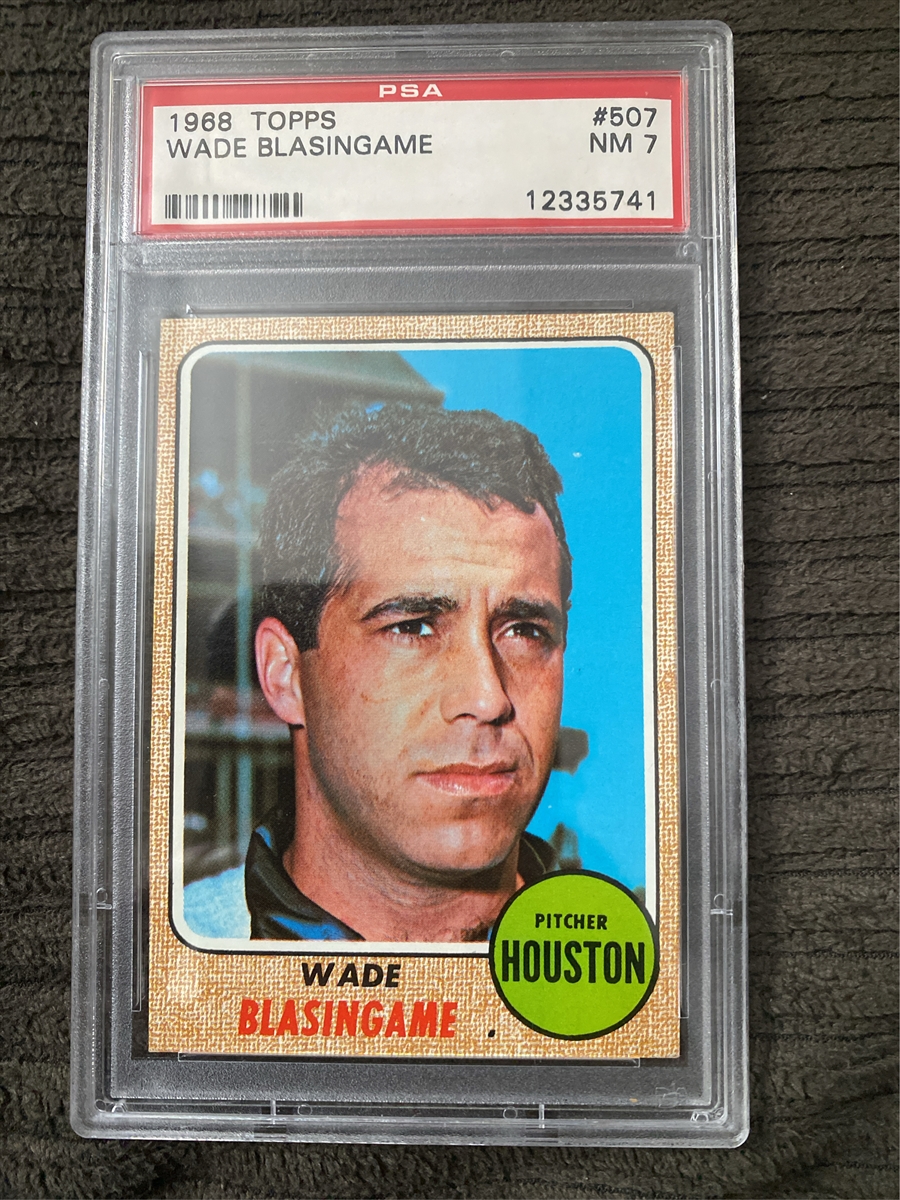 PSA
1968 TOPPS #507
WADE BLASINGAME NM 7
12335741
PITCHER
HOUSTON
WADE
BLASINGAME .